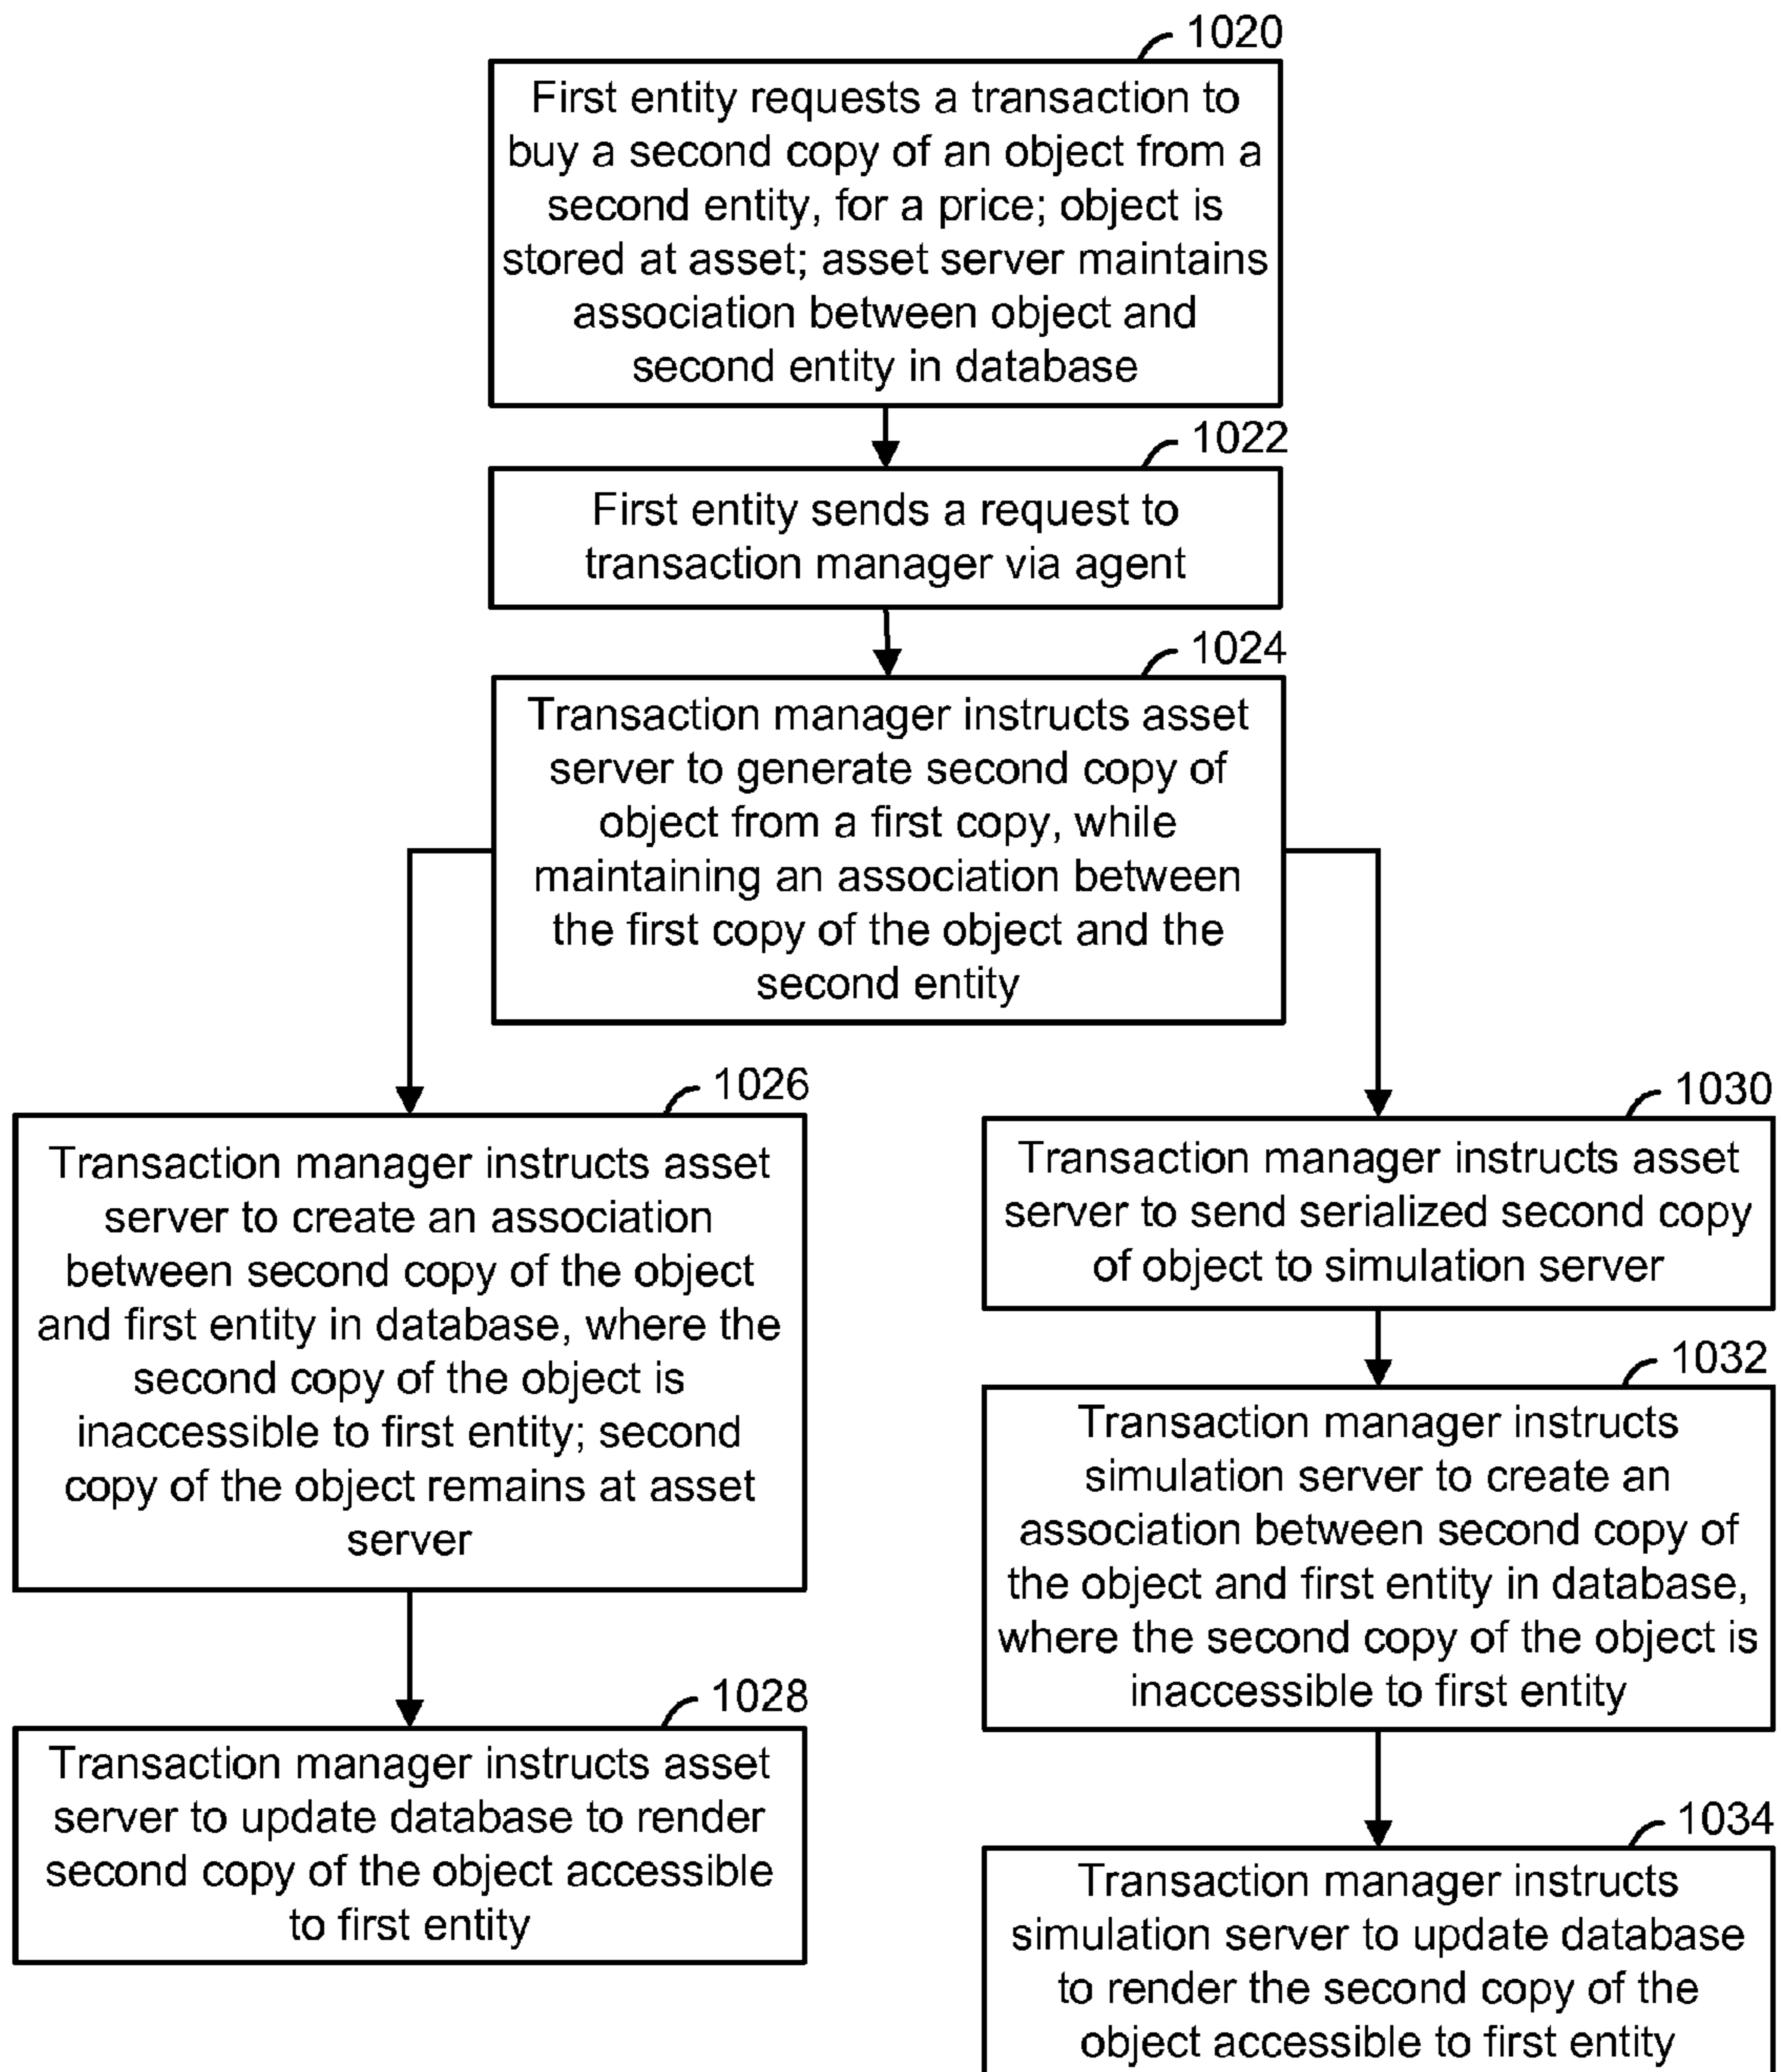 1020
First entity requests a transaction to
buy a second copy of an object from a
second entity, for a price; object is
stored at asset; asset server maintains
association between object and
second entity in database
1022
First entity sends a request to
transaction manager via agent
1024
Transaction manager instructs asset
server to generate second copy of
object from a first copy, while
maintaining an association between
the first copy of the object and the
second entity
1026
Transaction manager instructs asset
server to create an association
between second copy of the object
and first entity in database, where the
second copy of the object is
inaccessible to first entity; second
copy of the object remains at asset
server
1028
Transaction manager instructs asset
server to update database to render
second copy of the object accessible
to first entity
1030
Transaction manager instructs asset
server to send serialized second copy
of object to simulation server
1032
Transaction manager instructs
simulation server to create an
association between second copy of
the object and first entity in database,
where the second copy of the object is
inaccessible to first entity
1034
Transaction manager instructs
simulation server to update database
to render the second copy of the
object accessible to first entity